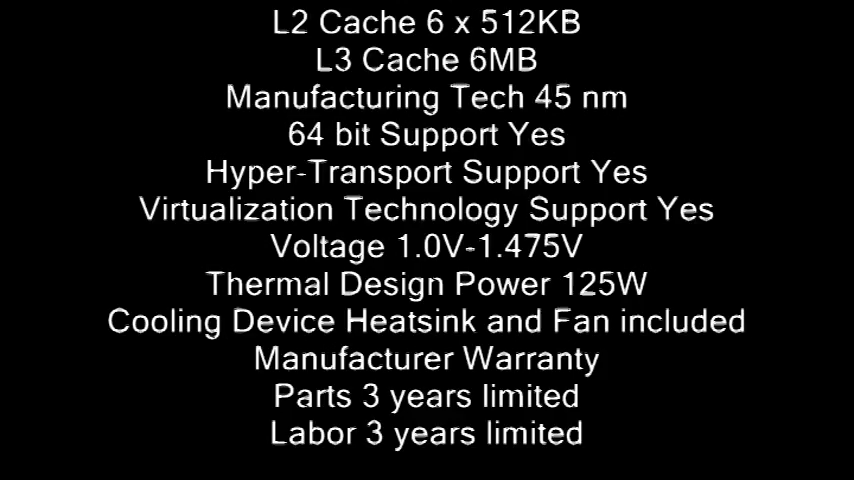 L2 Cache 6 x 512KB
L3 Cache 6MB
Manufacturing Tech 45 nm
64 bit Support Yes
Hyper-Transport Support Yes
Virtualization Technology Support Yes
Voltage 1.0V-1.475V
Thermal Design Power 125W
Cooling Device Heatsink and Fan included
Manufacturer Warranty
Parts 3 years limited
Labor 3 years limited